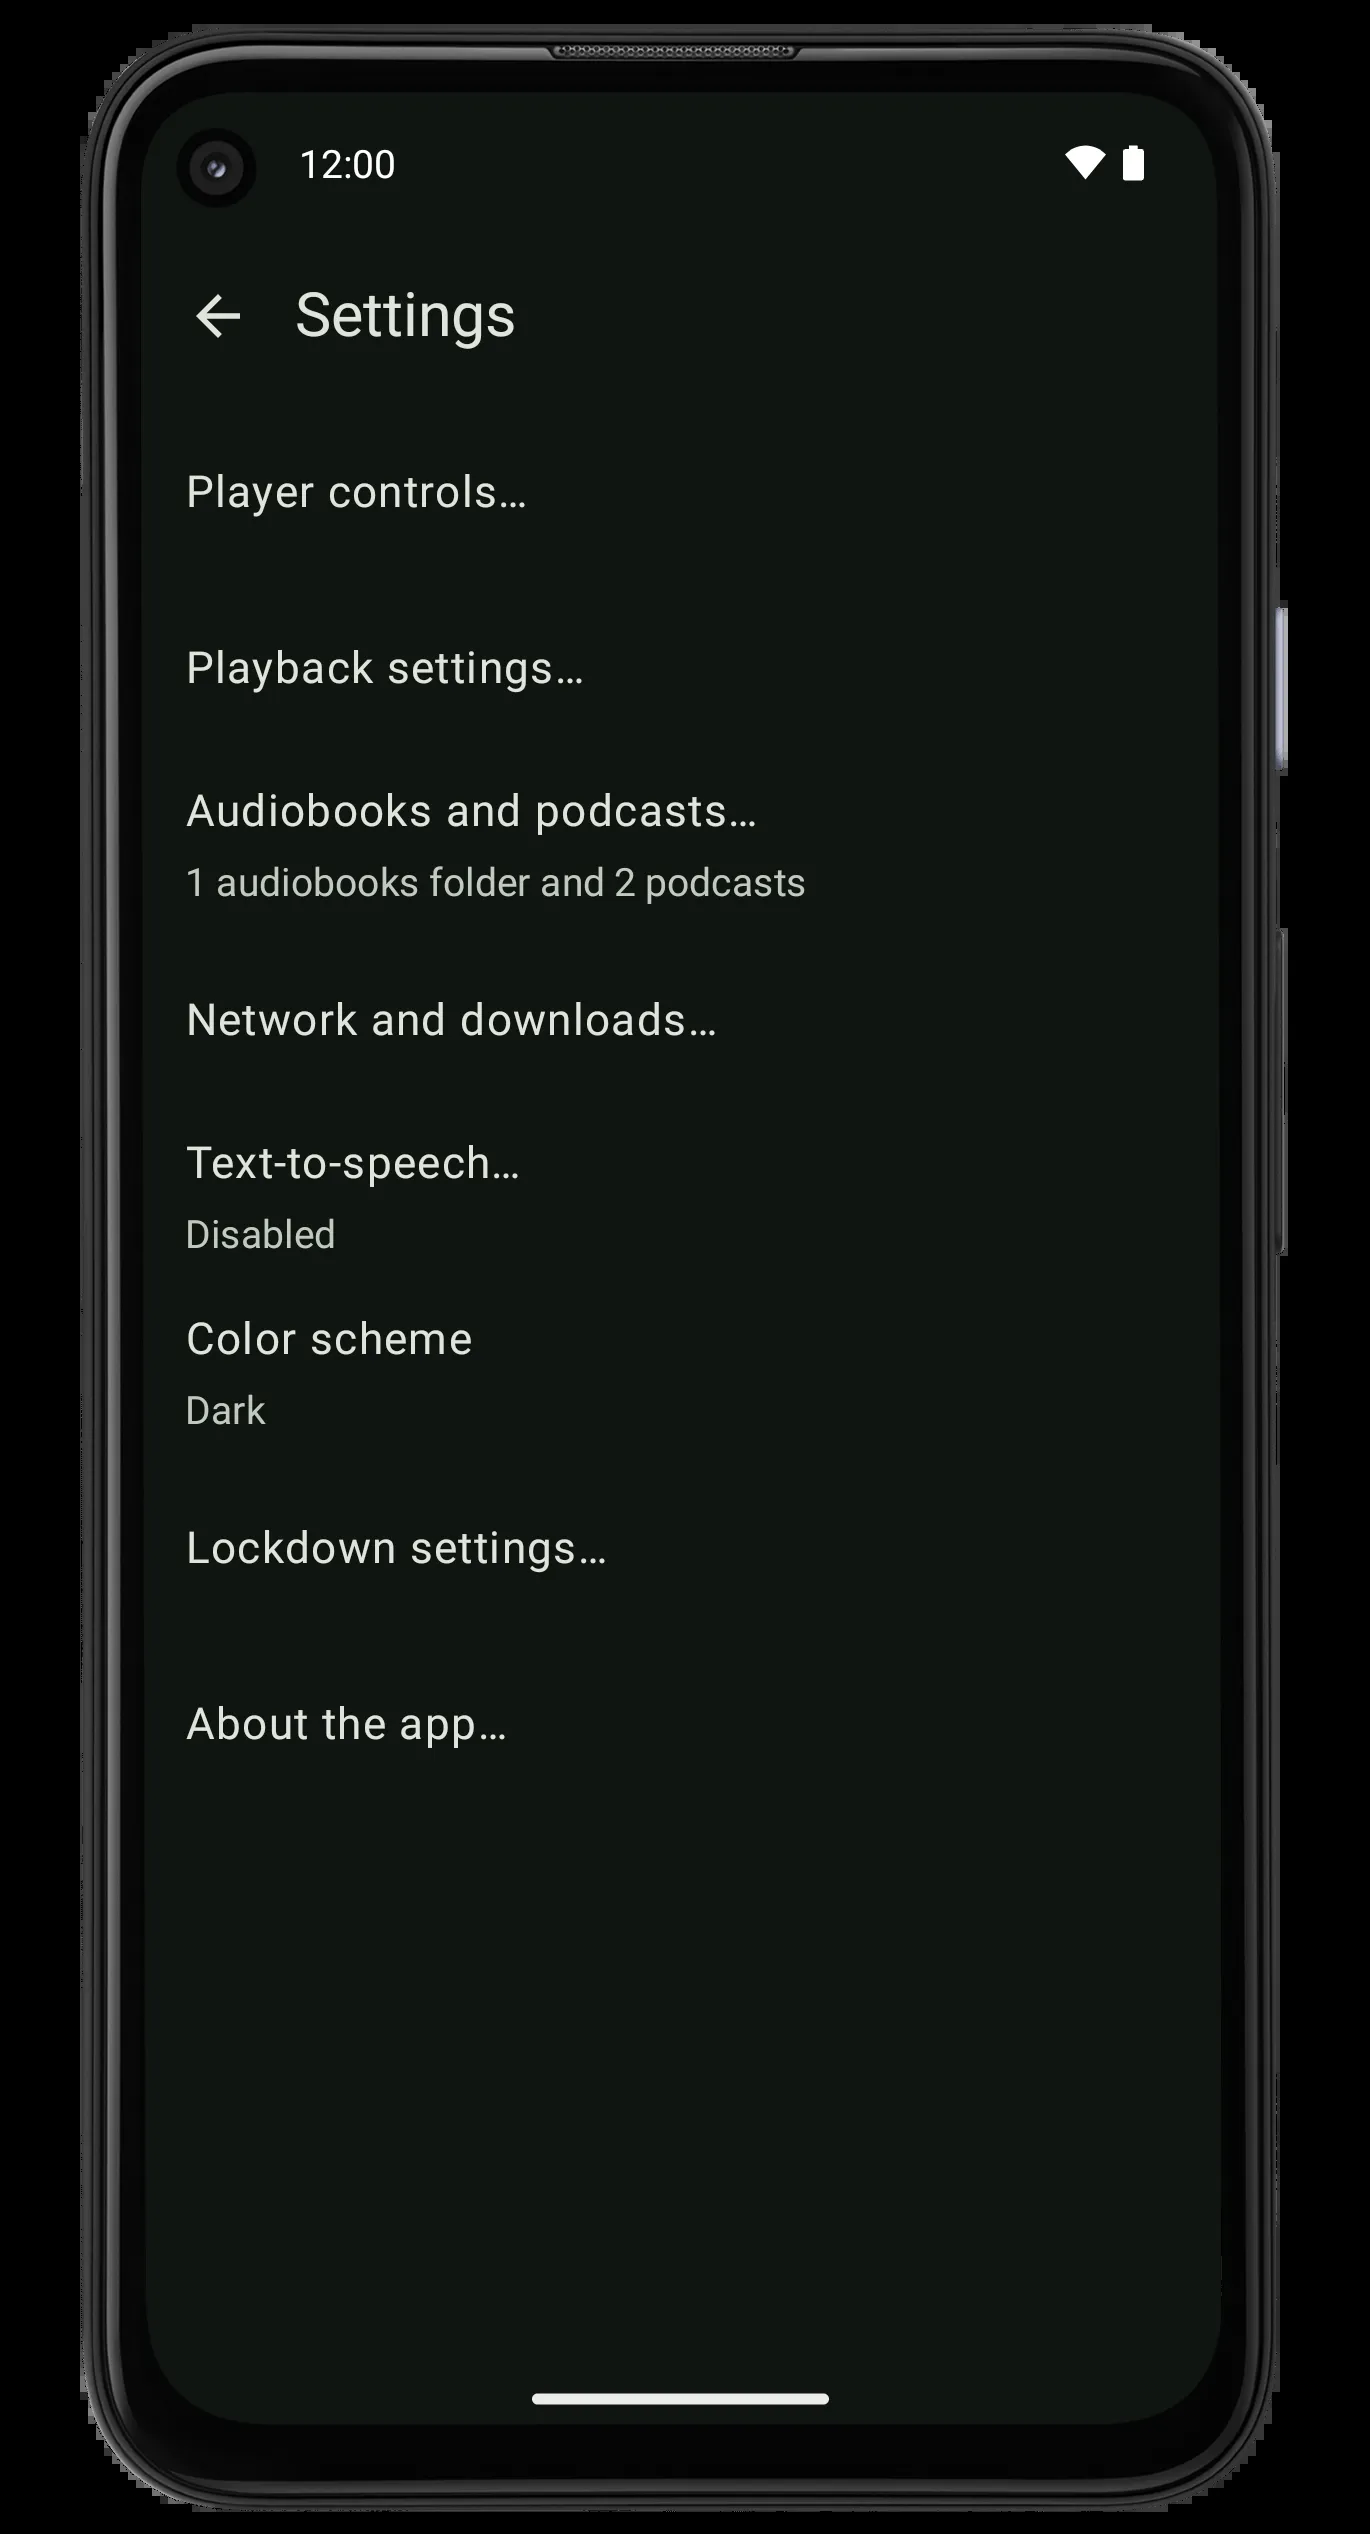 12:00
Settings
Player controls…
Playback settings…
Audiobooks and podcasts…
1 audiobooks folder and 2 podcasts
Network and downloads…
Text-to-speech…
Disabled
Color scheme
Dark
Lockdown settings…
About the app…